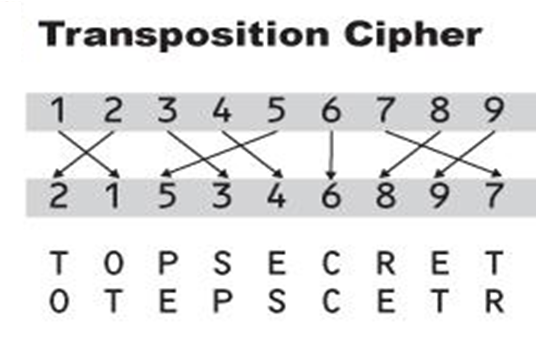 Transposition Cipher
1 2 3 4 5 6 7 8 9
2 1 5 3 4 6 8 9 7
T O P S E C R E T
O T E P S C E T R